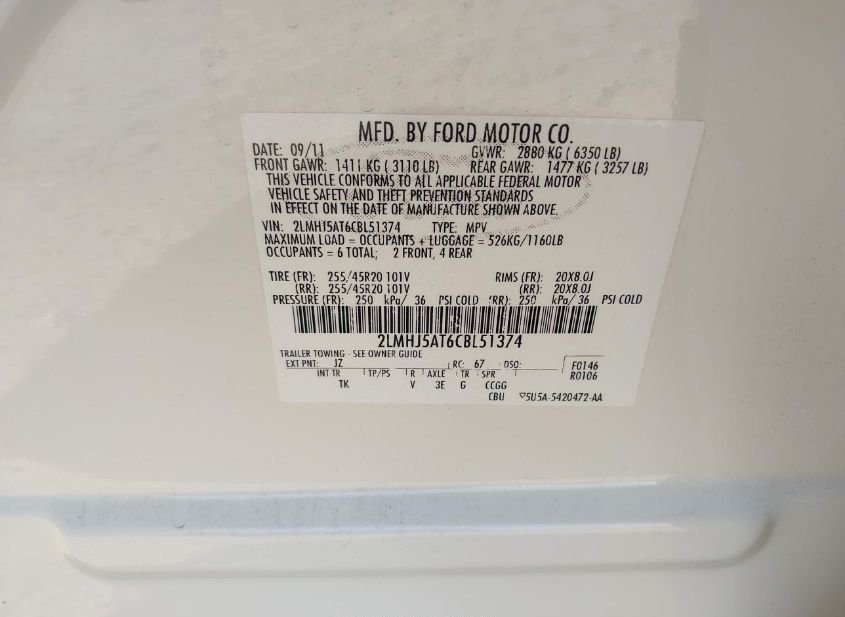 MFD. BY FORD MOTOR CO.
DATE: 09/11 GVWR: 2880 KG ( 6350 LB)
FRONT GAWR: 1411 KG ( 3110 LB) REAR GAWR: 1477 KG ( 3257 LB)
THIS VEHICLE CONFORMS TO ALL APPLICABLE FEDERAL MOTOR
VEHICLE SAFETY AND THEFT PREVENTION STANDARDS
IN EFFECT ON THE DATE OF MANUFACTURE SHOWN ABOVE.
VIN: 2LMHJ5AT6CBL51374 TYPE: MPV
MAXIMUM LOAD = OCCUPANTS + LUGGAGE = 526KG/1160LB
OCCUPANTS = 6 TOTAL; 2 FRONT, 4 REAR
TIRE (FR): 255/45R20 101V RIMS (FR): 20X8.0J
(RR): 255/45R20 101V (RR): 20X8.0J
PRESSURE (FR): 250 kPa/ 36 PSI COLD (RR): 250 kPa/ 36 PSI COLD
2LMHJ5AT6CBL51374
TRAILER TOWING - SEE OWNER GUIDE
EXT PNT: JZ RC: 67 DSO: F0146
INT TR TP/PS R AXLE TR SPR R0106
TK V 3E G CCGG
CBU ▽5U5A-5420472-AA